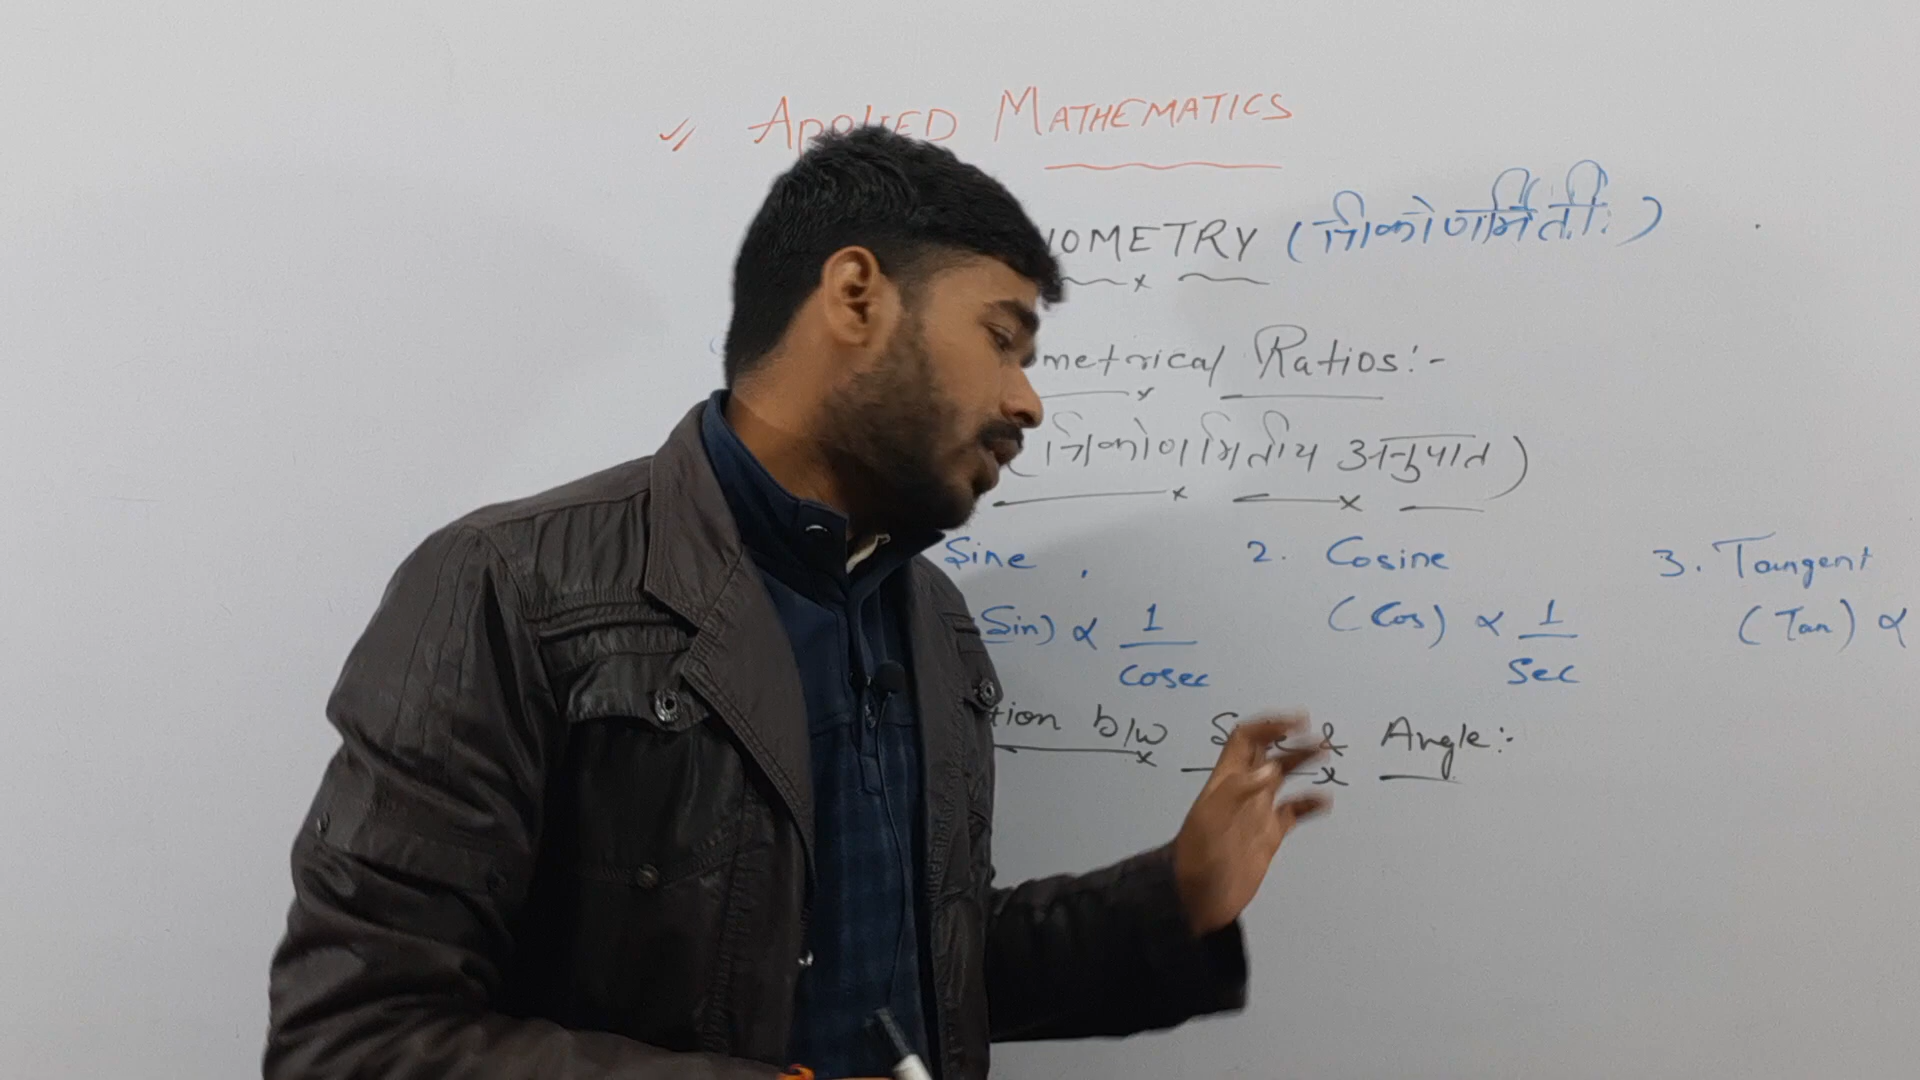 APPLIED MATHEMATICS
OMETRY (त्रिकोणमिती)
metrical Ratios:-
(त्रिकोणमितीय अनुपात)
Sine , 2. Cosine 3. Tangent
(Sin) ∝ 1/cosec (Cos) ∝ 1/Sec (Tan) ∝
tion b/w & Angle:-